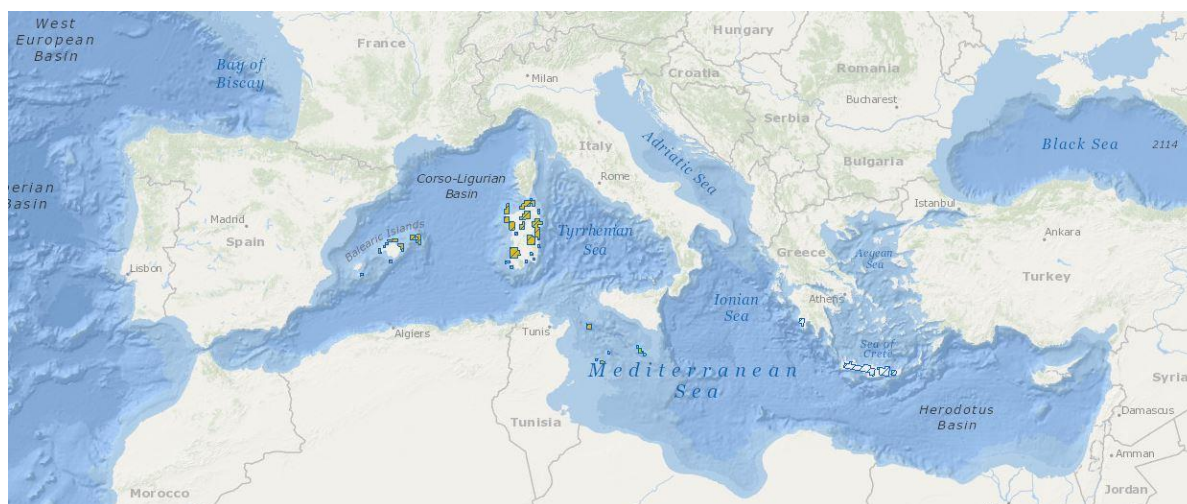 West
European
Basin
Bay of
Biscay
France
Hungary
Milan
Croatia
Romania
Bucharest
Serbia
Black Sea
2114
Adriatic Sea
Italy
Bulgaria
Corso-Ligurian
Basin
Rome
Istanbul
Basin
Madrid
Spain
Balearic Islands
Tyrrhenian
Sea
Greece
Aegean
Sea
Ankara
Turkey
Lisbon
Ionian
Sea
Athens
Algiers
Tunis
Sea of
Crete
Mediterranean
Sea
Syria
Herodotus
Basin
Damascus
Tunisia
Amman
Morocco
Jordan